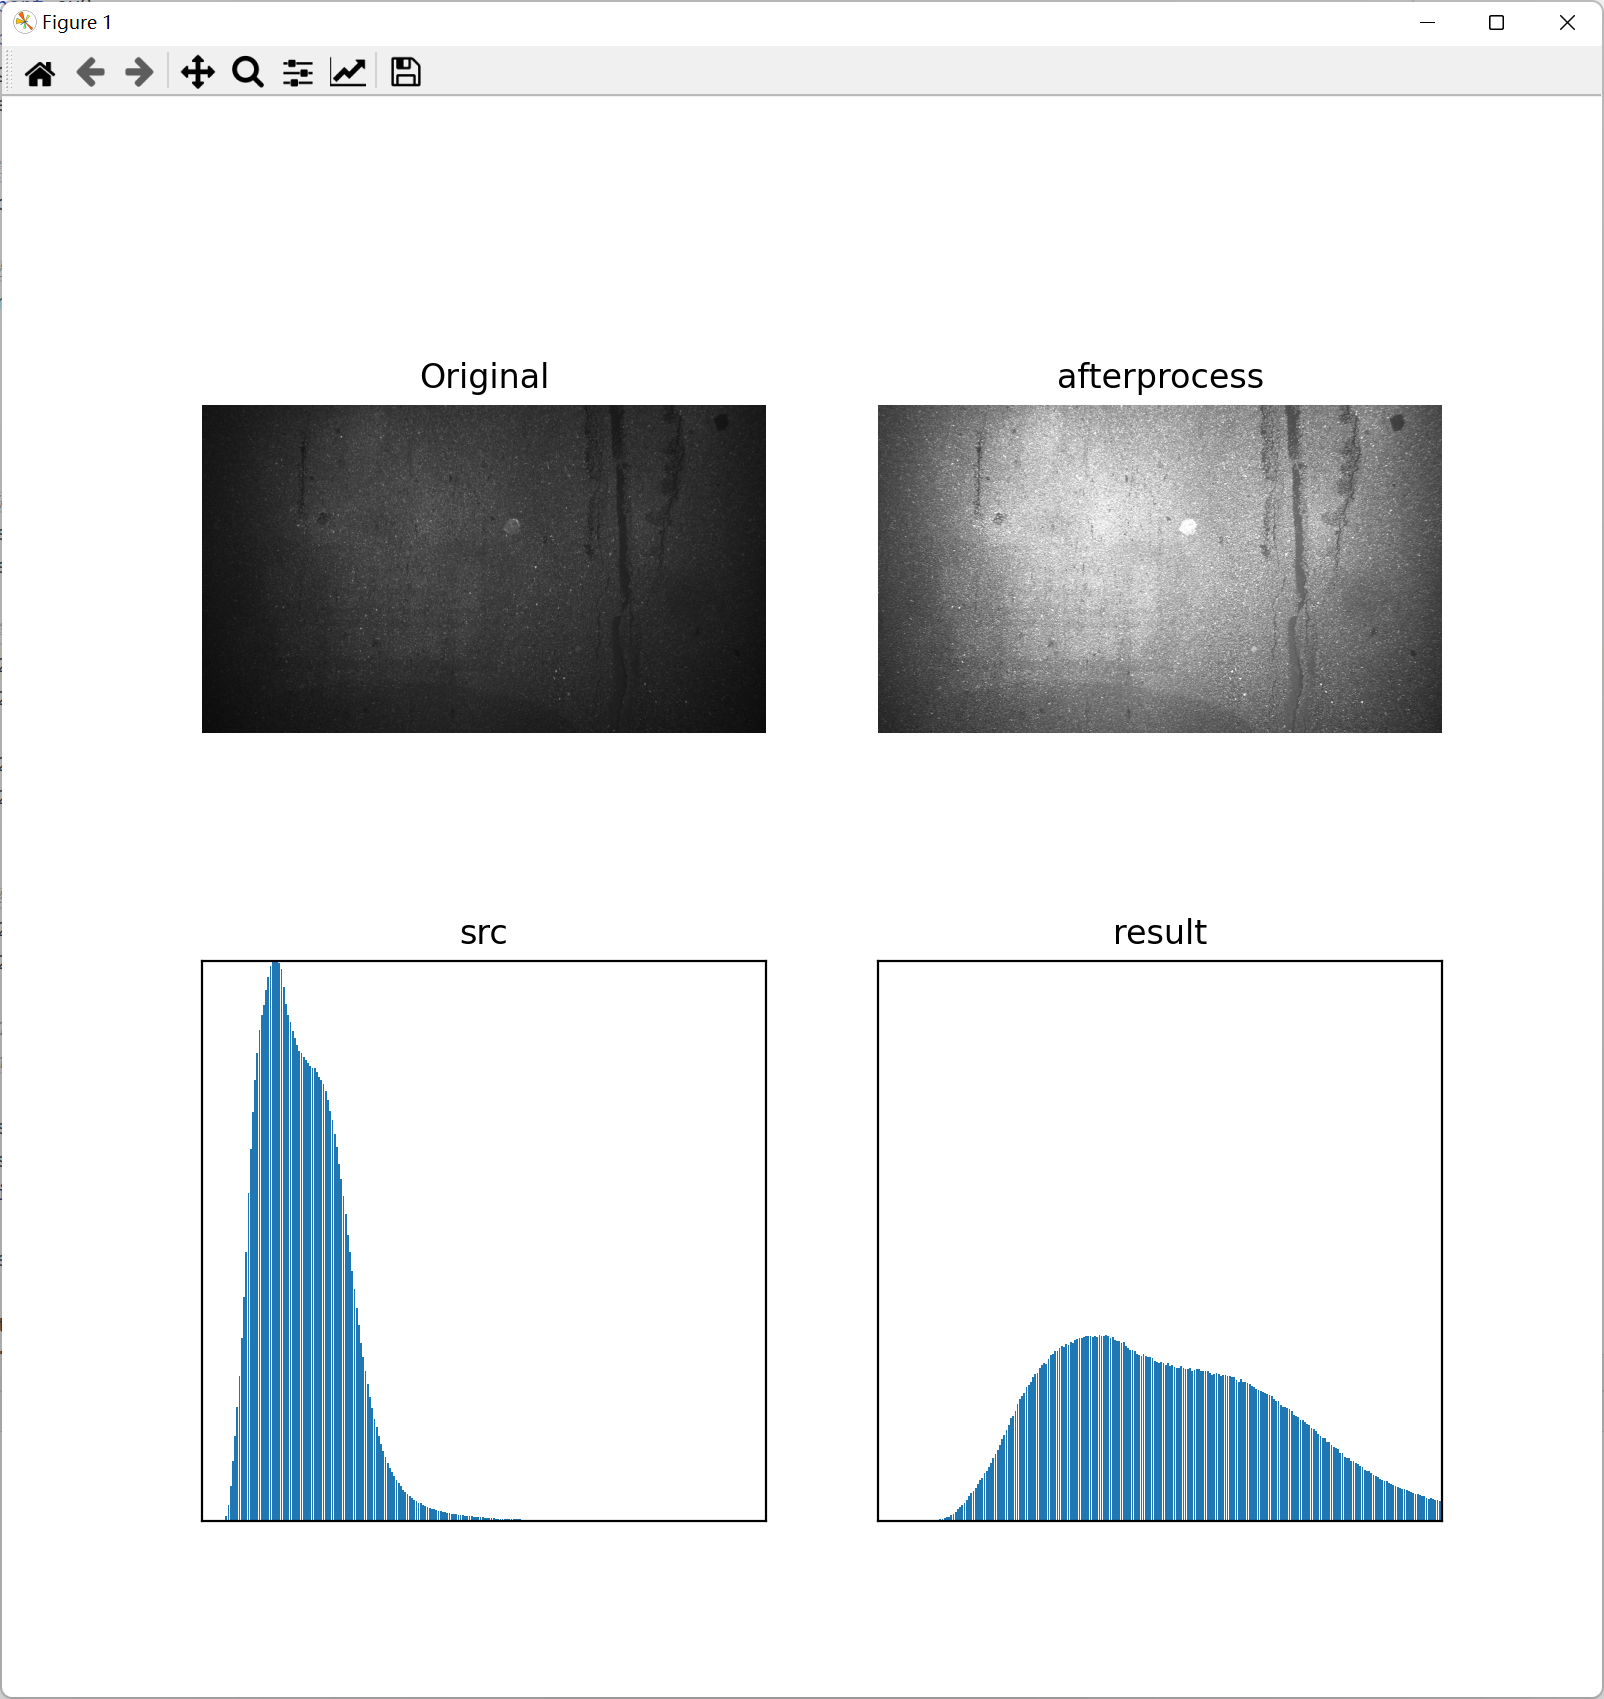 Figure 1
Original
afterprocess
src
result